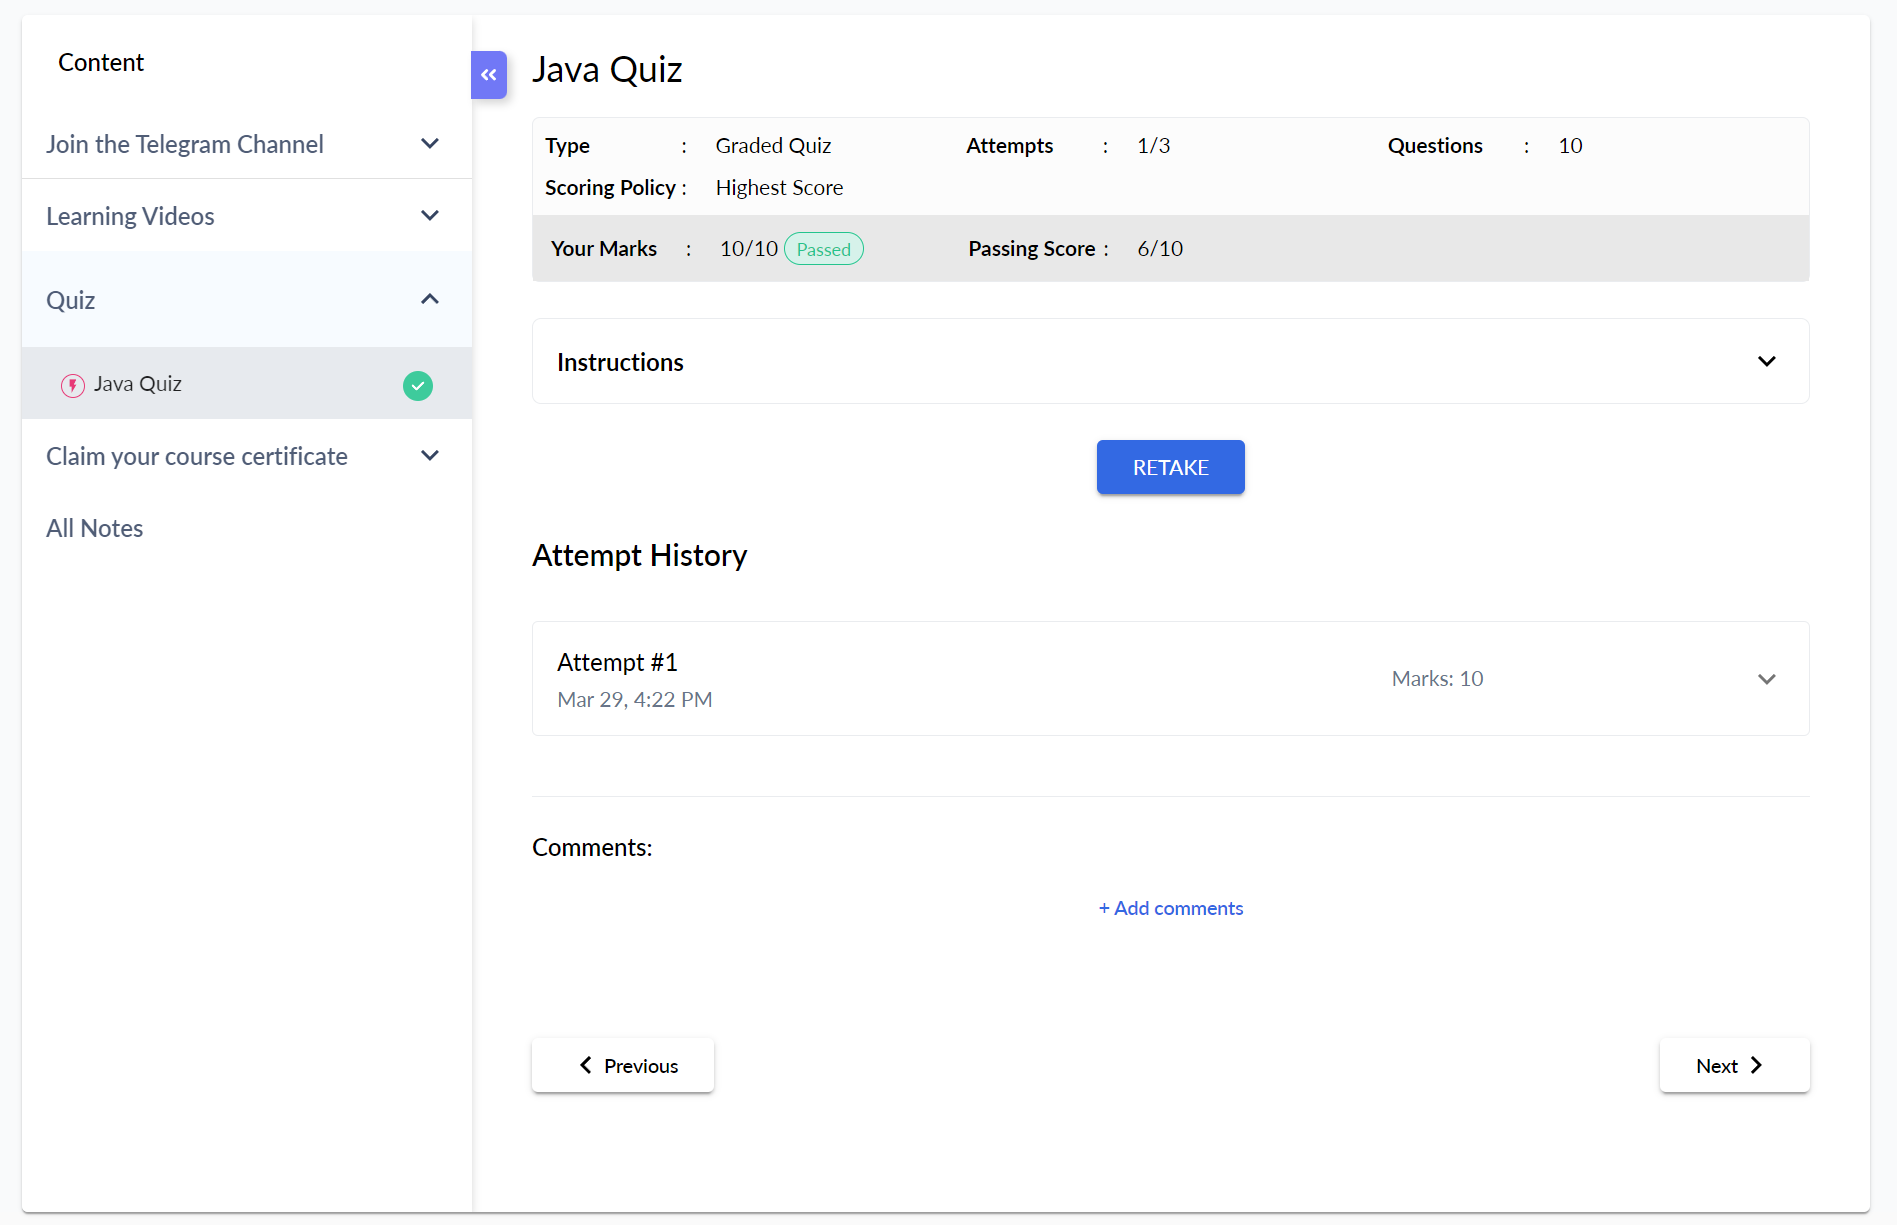 Content
Join the Telegram Channel
Learning Videos
Quiz
Java Quiz
Claim your course certificate
All Notes
Java Quiz
Type : Graded Quiz Attempts : 1/3 Questions : 10
Scoring Policy : Highest Score
Your Marks : 10/10 Passed Passing Score : 6/10
Instructions
RETAKE
Attempt History
Attempt #1
Mar 29, 4:22 PM
Marks: 10
Comments:
+ Add comments
Previous
Next